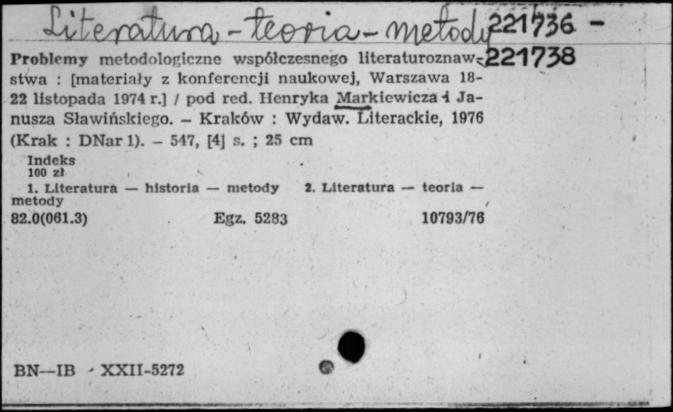 Literatura - teoria - metody 221736 -
221738
Problemy metodologiczne współczesnego literaturoznaw-
stwa : [materiały z konferencji naukowej, Warszawa 18-
22 listopada 1974 r.] / pod red. Henryka Markiewicza i Ja-
nusza Sławińskiego. – Kraków : Wydaw. Literackie, 1976
(Krak : DNar 1). – 547, [4] s. ; 25 cm
Indeks
100 zł
1. Literatura — historia — metody 2. Literatura — teoria —
metody
82.0(061.3) Egz. 5283 10793/76
BN—IB XXII-5272